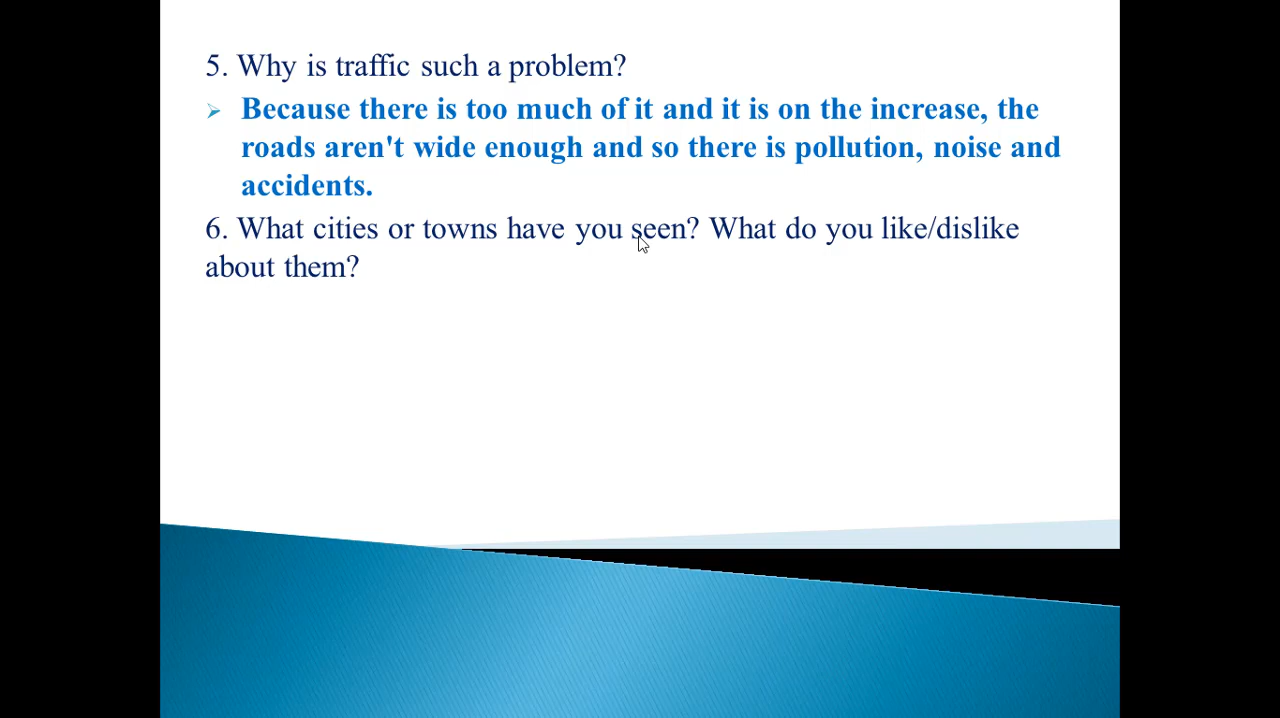 5. Why is traffic such a problem?
➢ Because there is too much of it and it is on the increase, the
roads aren't wide enough and so there is pollution, noise and
accidents.
6. What cities or towns have you seen? What do you like/dislike
about them?